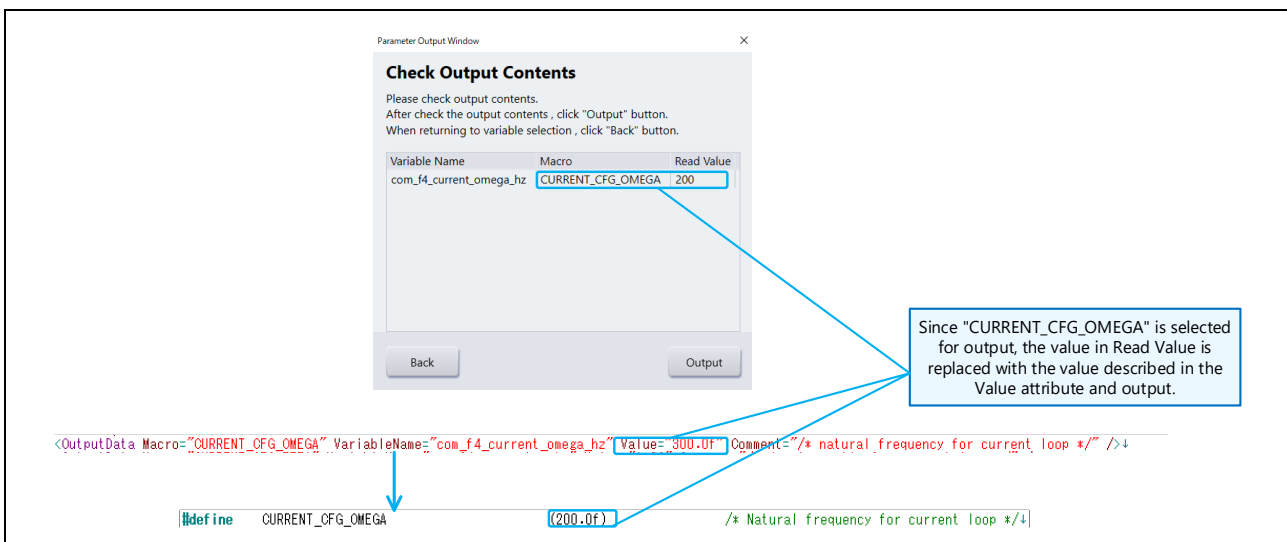 Parameter Output Window
Check Output Contents
Please check output contents.
After check the output contents , click "Output" button.
When returning to variable selection , click "Back" button.
Variable Name Macro Read Value
com_f4_current_omega_hz CURRENT_CFG_OMEGA 200
Back Output
Since "CURRENT_CFG_OMEGA" is selected
for output, the value in Read Value is
replaced with the value described in the
Value attribute and output.
<OutputData Macro="CURRENT_CFG_OMEGA" VariableName="com_f4_current_omega_hz" Value="300.0f" Comment="/* natural frequency for current loop */" />↓
#define CURRENT_CFG_OMEGA (200.0f) /* Natural frequency for current loop */↓